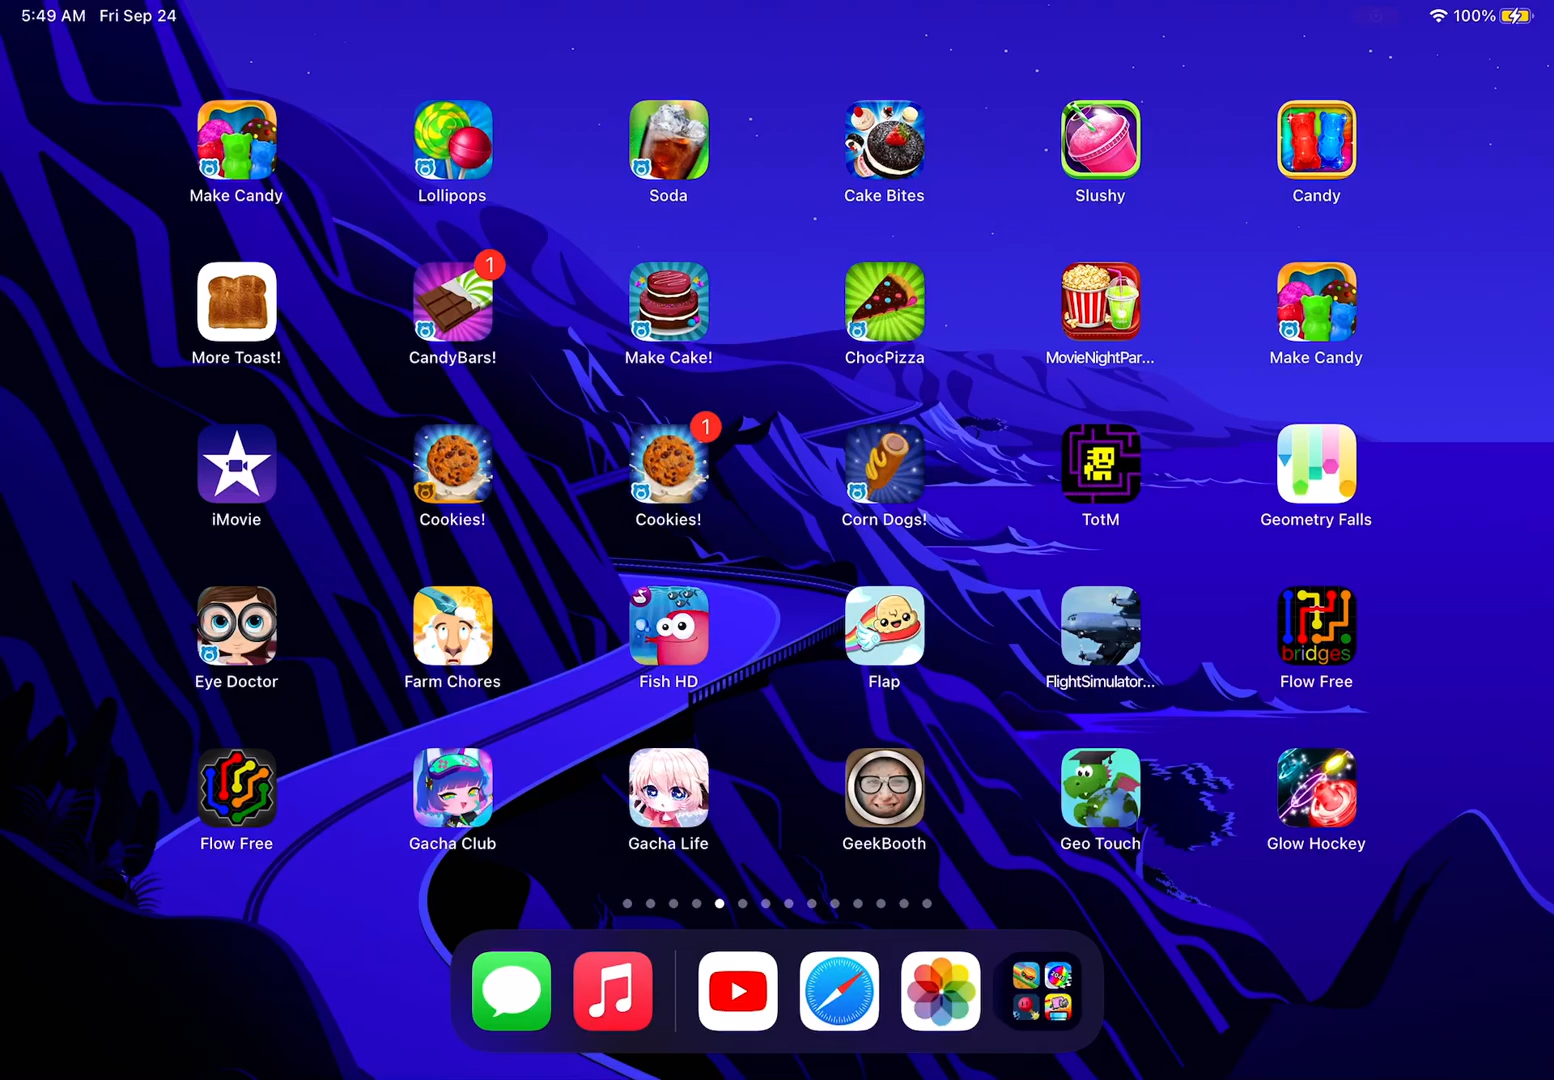 5:49 AM Fri Sep 24
100%
Make Candy
Lollipops
Soda
Cake Bites
Slushy
Candy
1
More Toast!
CandyBars!
Make Cake!
ChocPizza
MovieNightPar...
Make Candy
1
iMovie
Cookies!
Cookies!
Corn Dogs!
TotM
Geometry Falls
bridges
Eye Doctor
Farm Chores
Fish HD
Flap
FlightSimulator...
Flow Free
Flow Free
Gacha Club
Gacha Life
GeekBooth
Geo Touch
Glow Hockey